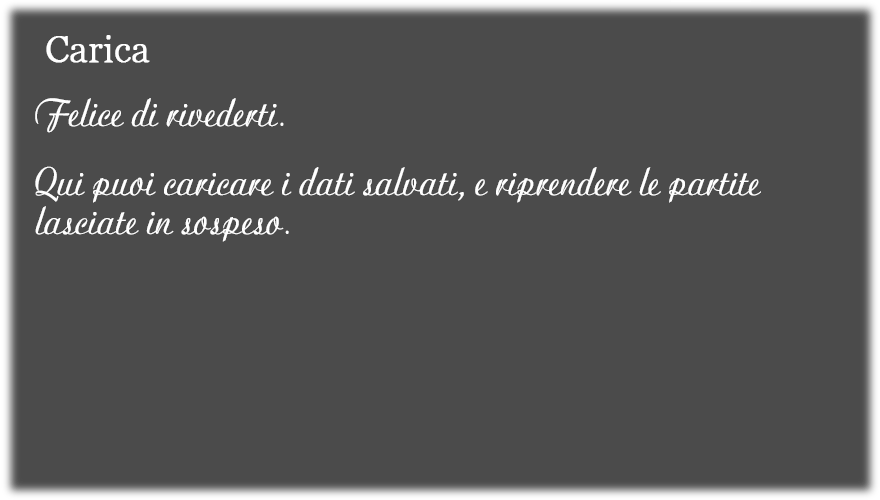 Carica
Felice di rivederti.
Qui puoi caricare i dati salvati, e riprendere le partite
lasciate in sospeso.